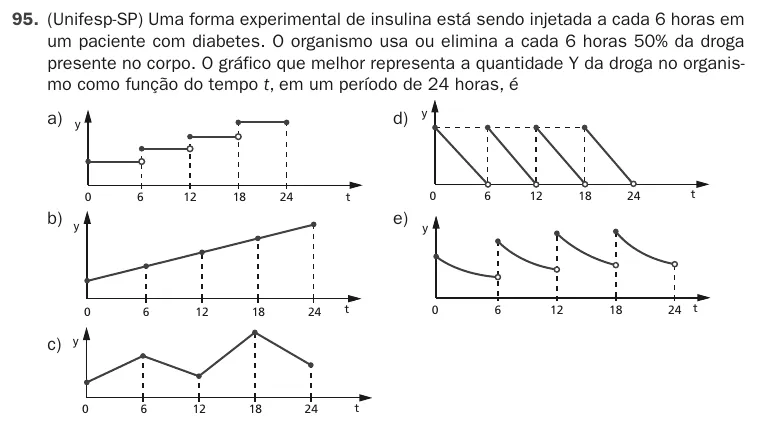 95. (Unifesp-SP) Uma forma experimental de insulina está sendo injetada a cada 6 horas em
um paciente com diabetes. O organismo usa ou elimina a cada 6 horas 50% da droga
presente no corpo. O gráfico que melhor representa a quantidade Y da droga no organis-
mo como função do tempo t, em um período de 24 horas, é
a) y
0 6 12 18 24 t
b) y
0 6 12 18 24 t
c) y
0 6 12 18 24 t
d) y
0 6 12 18 24 t
e) y
0 6 12 18 24 t